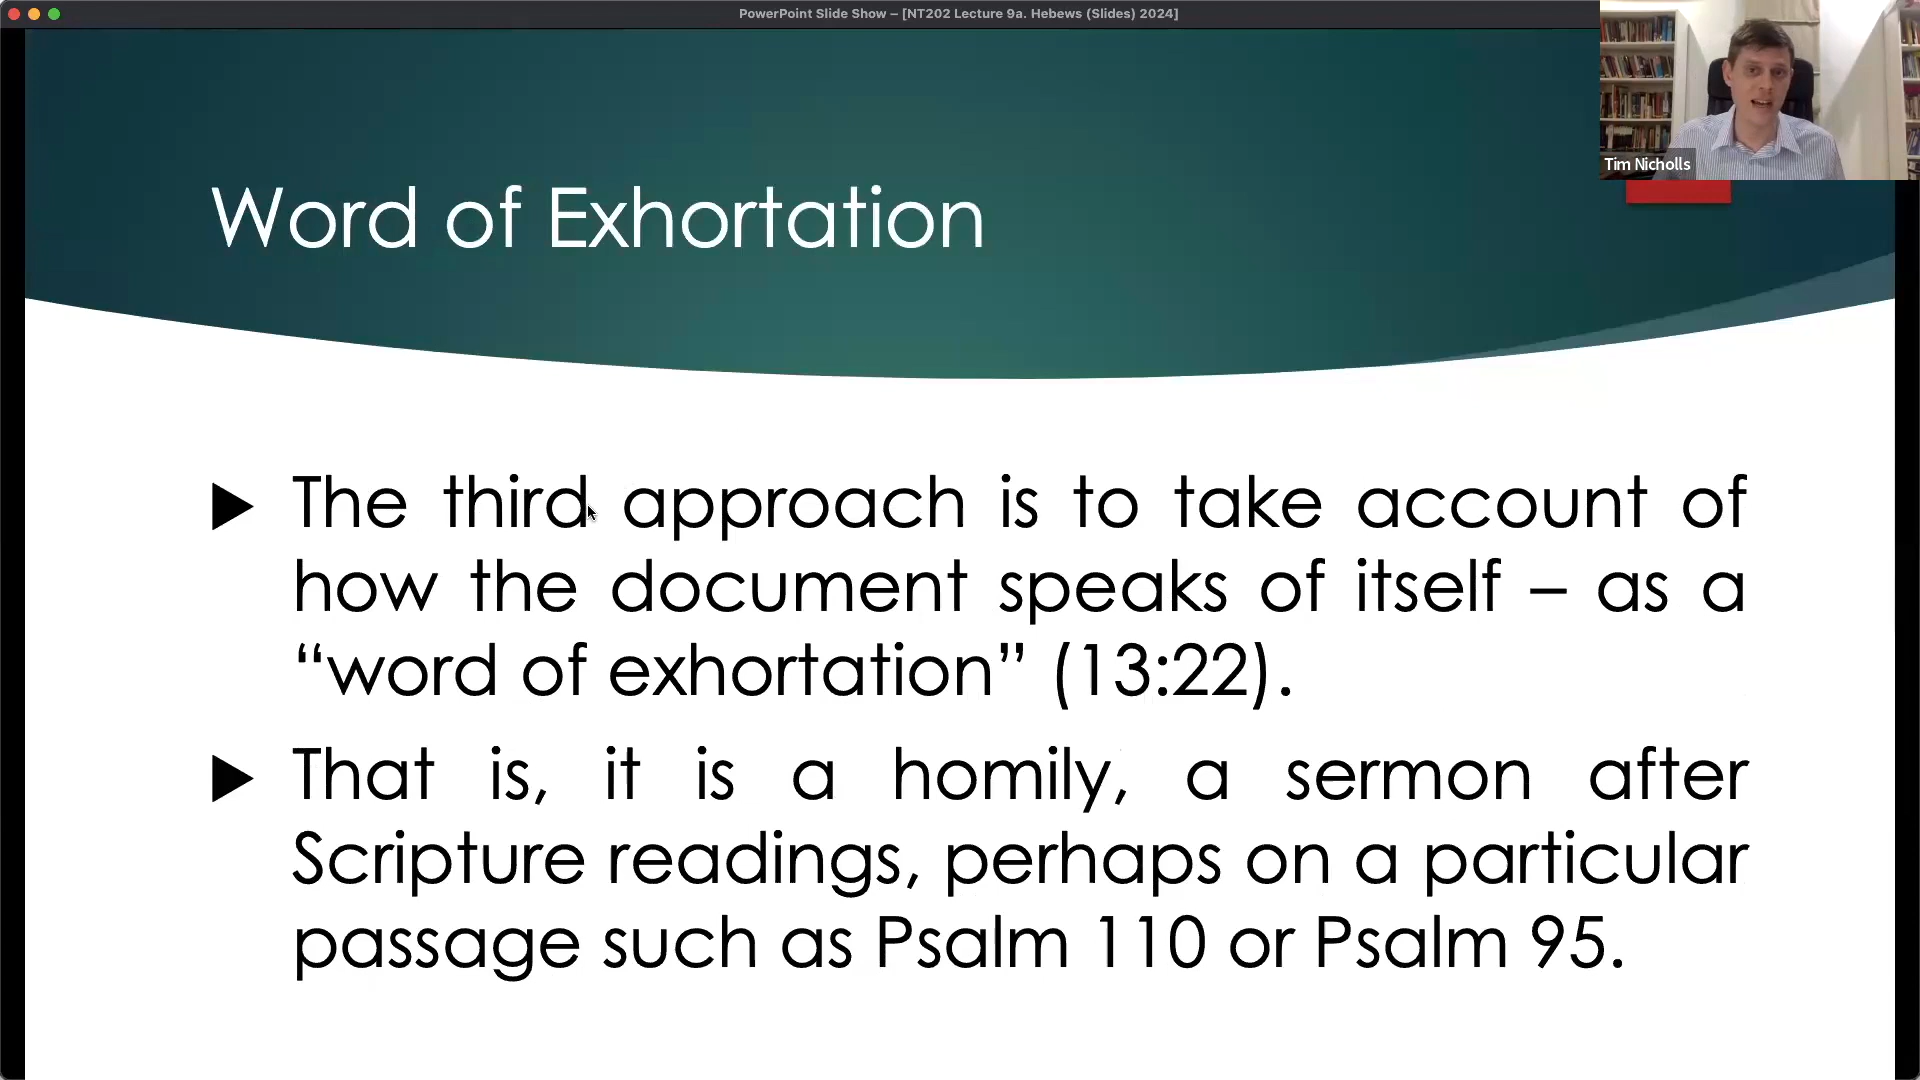 PowerPoint Slide Show – [NT202 Lecture 9a. Hebews (Slides) 2024]
Tim Nicholls
Word of Exhortation
The third approach is to take account of
how the document speaks of itself – as a
“word of exhortation” (13:22).
That is, it is a homily, a sermon after
Scripture readings, perhaps on a particular
passage such as Psalm 110 or Psalm 95.